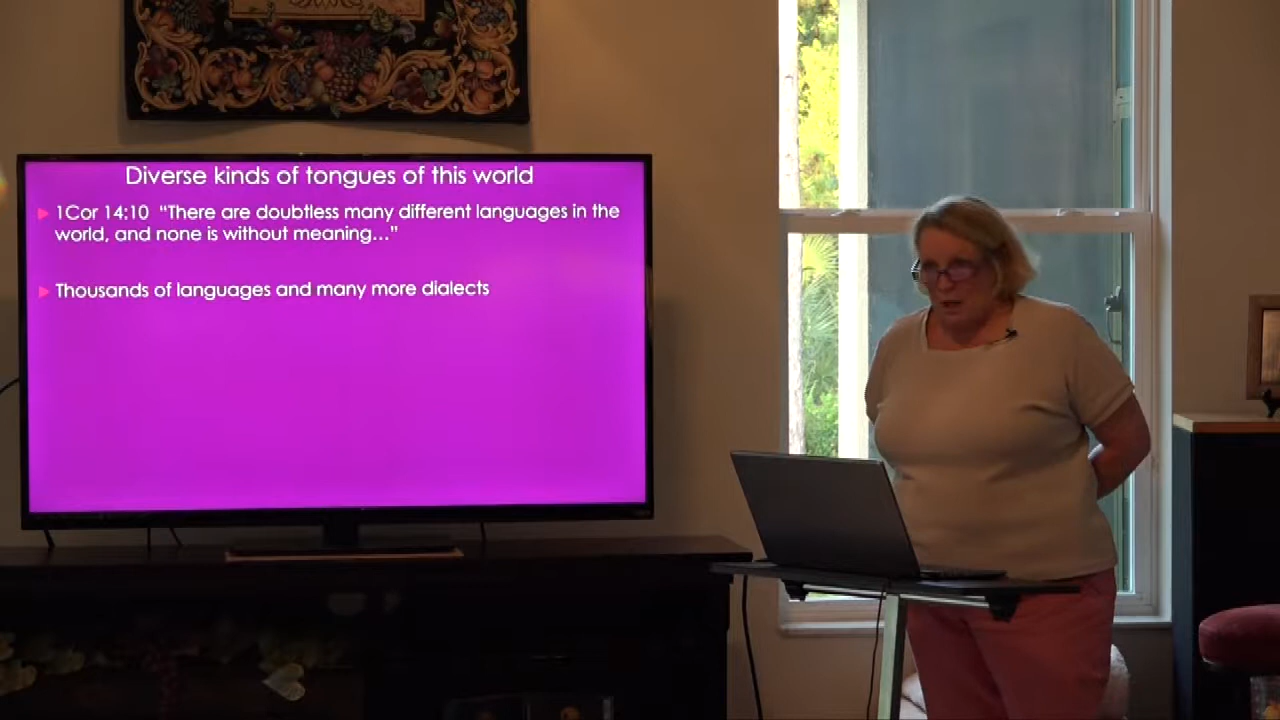 Diverse kinds of tongues of this world
1Cor 14:10 “There are doubtless many different languages in the
world, and none is without meaning...”
Thousands of languages and many more dialects